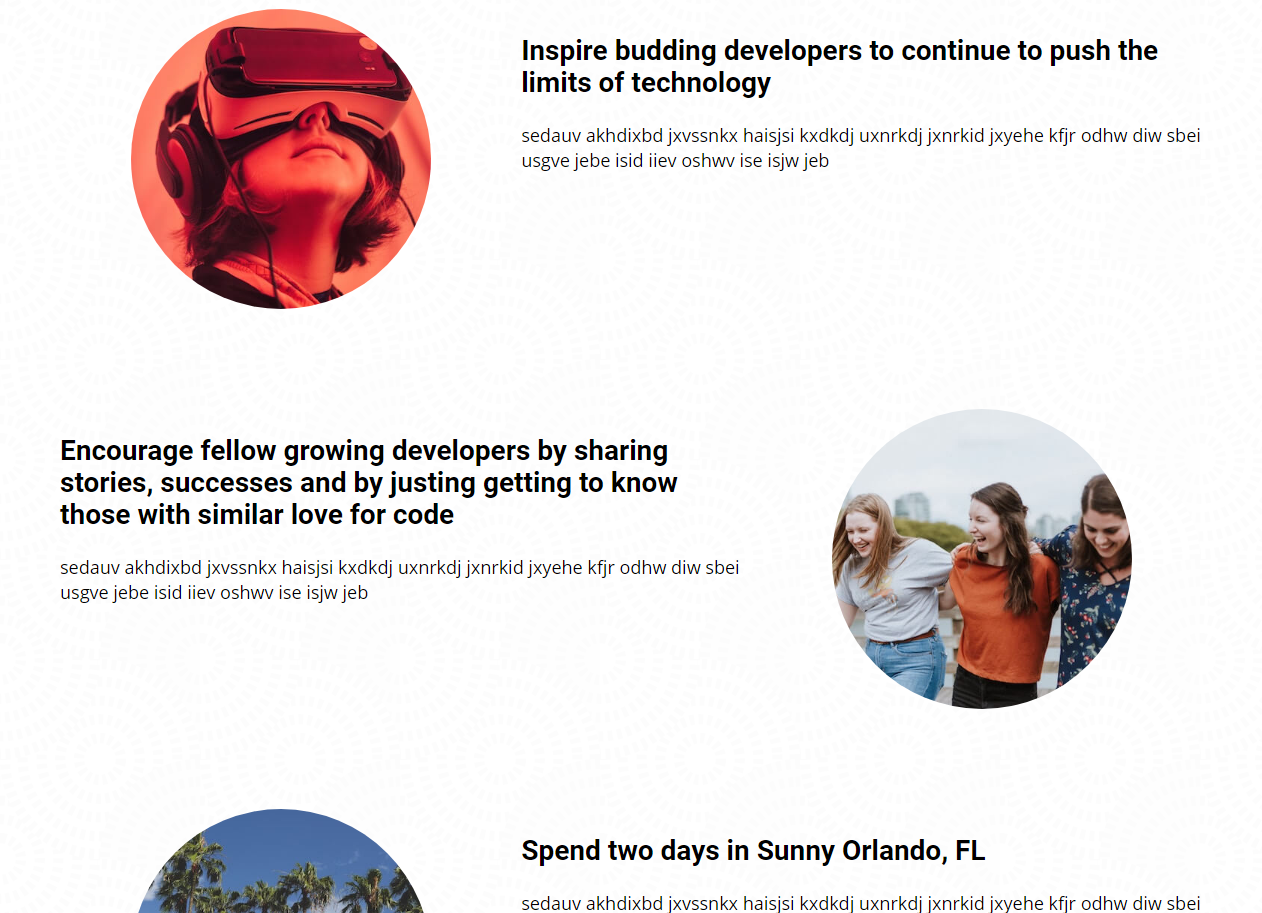 Inspire budding developers to continue to push the
limits of technology
sedauv akhdixbd jxvssnkx haisjsi kxdkdj uxnrkdj jxnrkid jxyehe kfjr odhw diw sbei
usgve jebe isid iiev oshwv ise isjw jeb
Encourage fellow growing developers by sharing
stories, successes and by justing getting to know
those with similar love for code
sedauv akhdixbd jxvssnkx haisjsi kxdkdj uxnrkdj jxnrkid jxyehe kfjr odhw diw sbei
usgve jebe isid iiev oshwv ise isjw jeb
Spend two days in Sunny Orlando, FL
sedauv akhdixbd jxvssnkx haisjsi kxdkdj uxnrkdj jxnrkid jxyehe kfjr odhw diw sbei